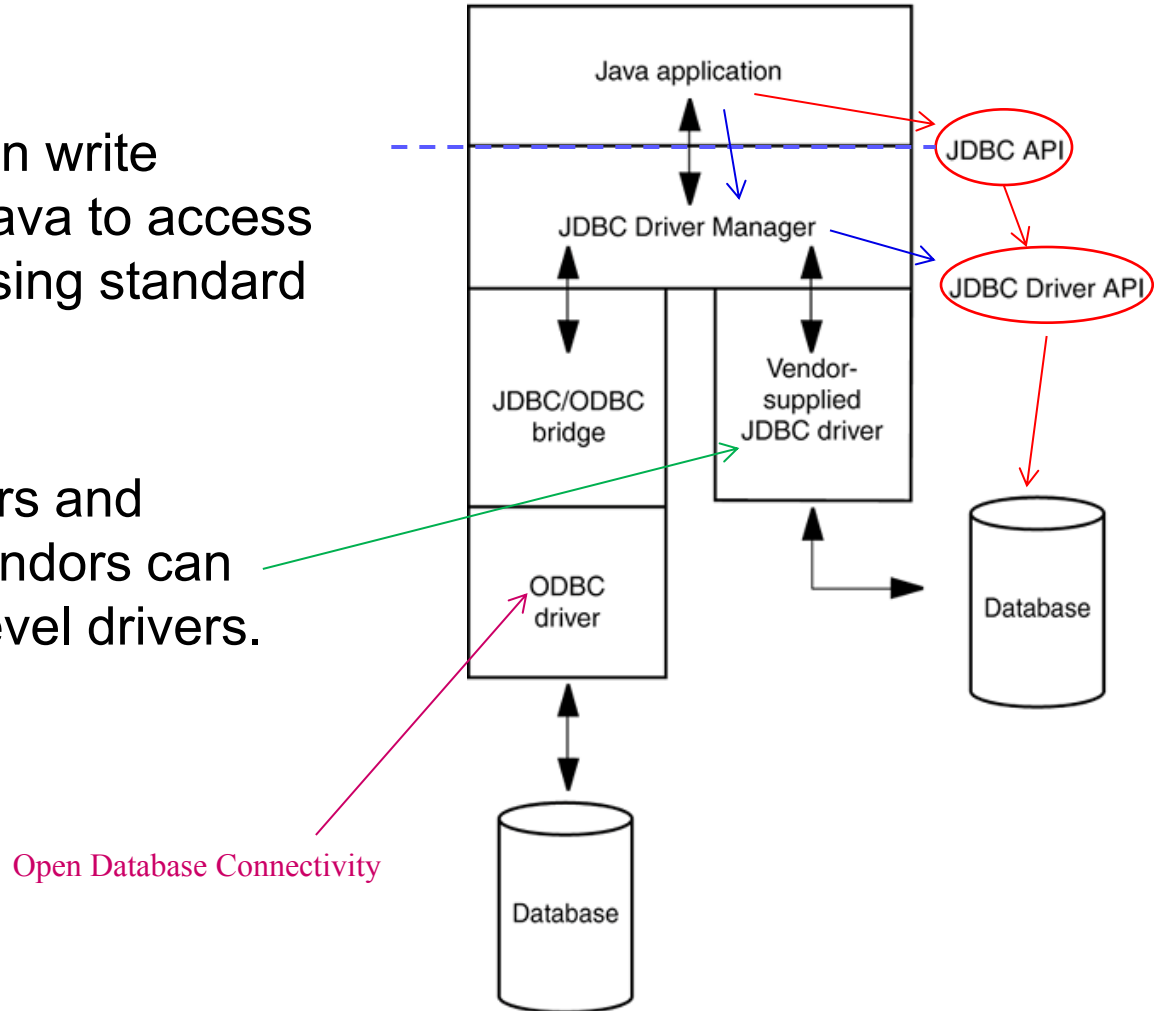 n write
ava to access
sing standard
rs and
ndors can
evel drivers.
Open Database Connectivity
Java application
JDBC API
JDBC Driver Manager
JDBC Driver API
JDBC/ODBC
bridge
Vendor-
supplied
JDBC driver
ODBC
driver
Database
Database